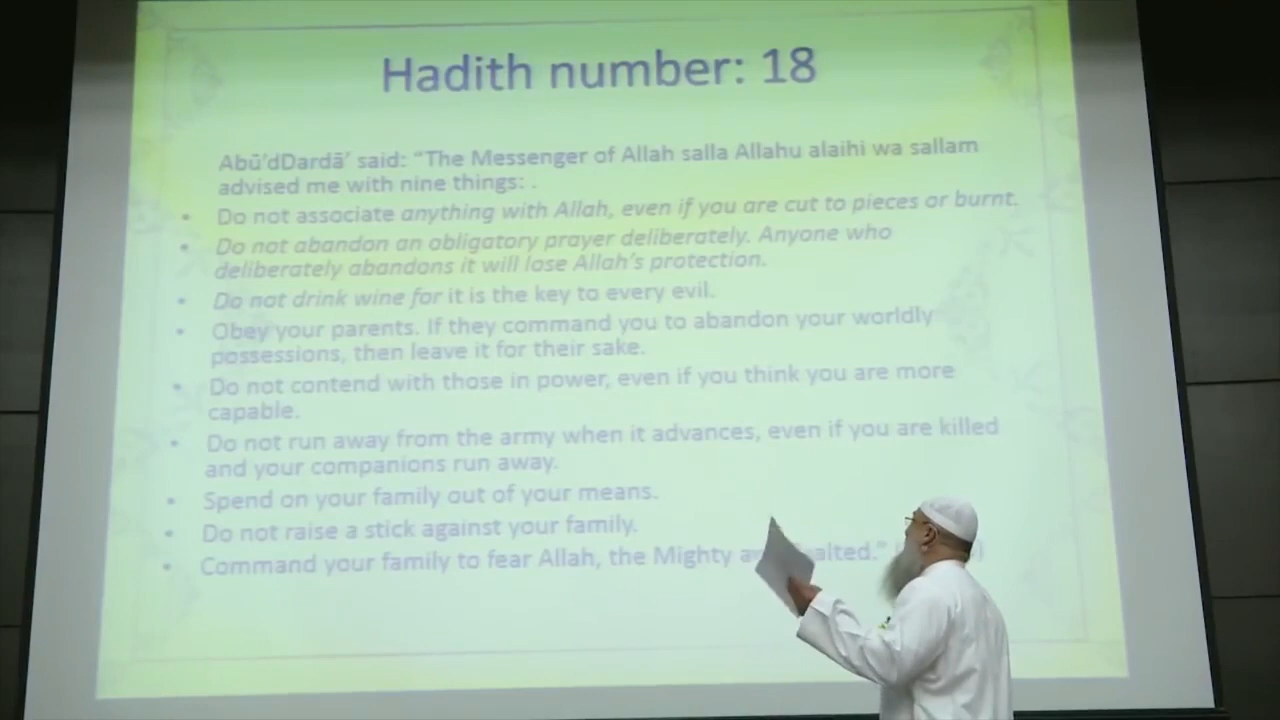 Hadith number: 18
Abū'dDardā' said: "The Messenger of Allah salla Allahu alaihi wa sallam
advised me with nine things: .
• Do not associate anything with Allah, even if you are cut to pieces or burnt.
• Do not abandon an obligatory prayer deliberately. Anyone who
deliberately abandons it will lose Allah's protection.
• Do not drink wine for it is the key to every evil.
• Obey your parents. If they command you to abandon your worldly
possessions, then leave it for their sake.
• Do not contend with those in power, even if you think you are more
capable.
• Do not run away from the army when it advances, even if you are killed
and your companions run away.
• Spend on your family out of your means.
• Do not raise a stick against your family.
• Command your family to fear Allah, the Mighty